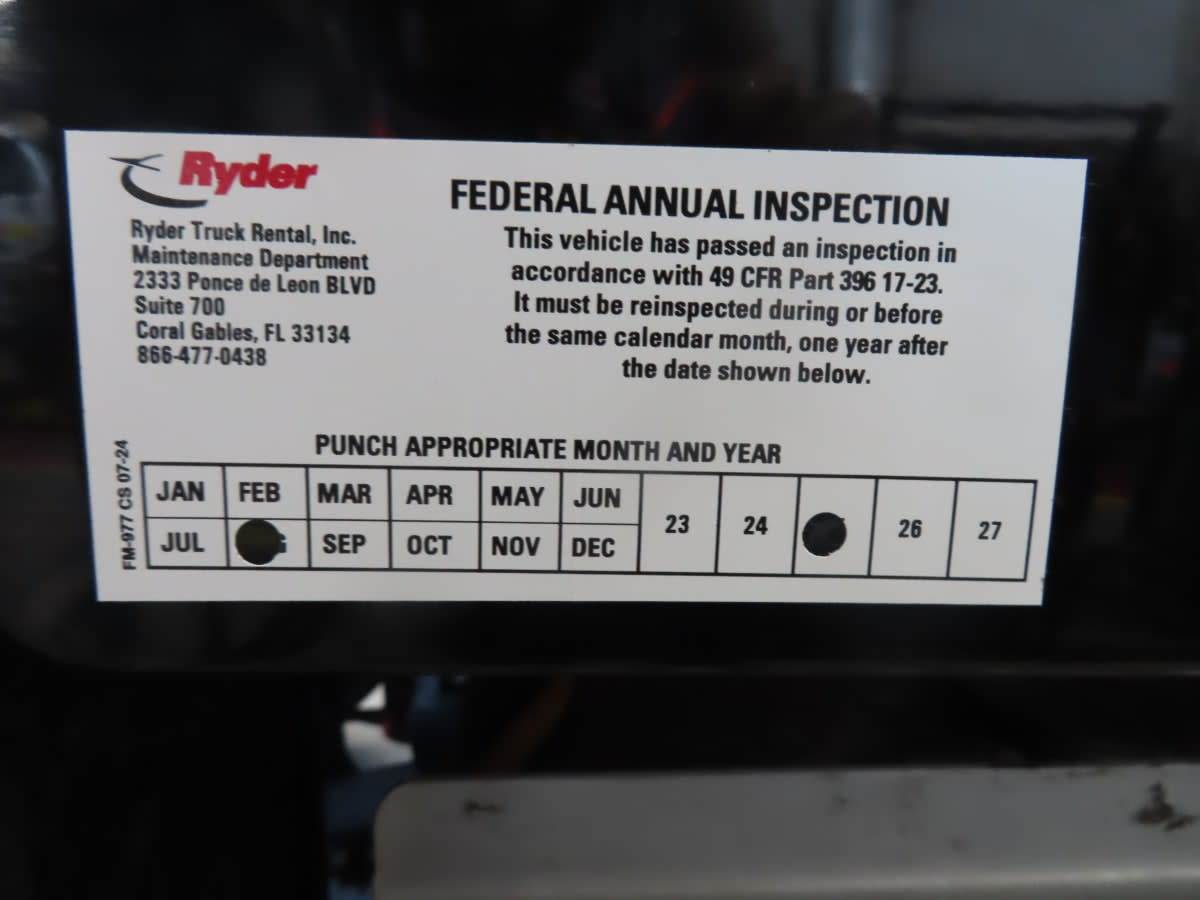 Ryder
Ryder Truck Rental, Inc.
Maintenance Department
2333 Ponce de Leon BLVD
Suite 700
Coral Gables, FL 33134
866-477-0438
FEDERAL ANNUAL INSPECTION
This vehicle has passed an inspection in
accordance with 49 CFR Part 396 17-23.
It must be reinspected during or before
the same calendar month, one year after
the date shown below.
FM-977 CS 07-24
PUNCH APPROPRIATE MONTH AND YEAR
JAN FEB MAR APR MAY JUN
JUL SEP OCT NOV DEC
23 24 26 27